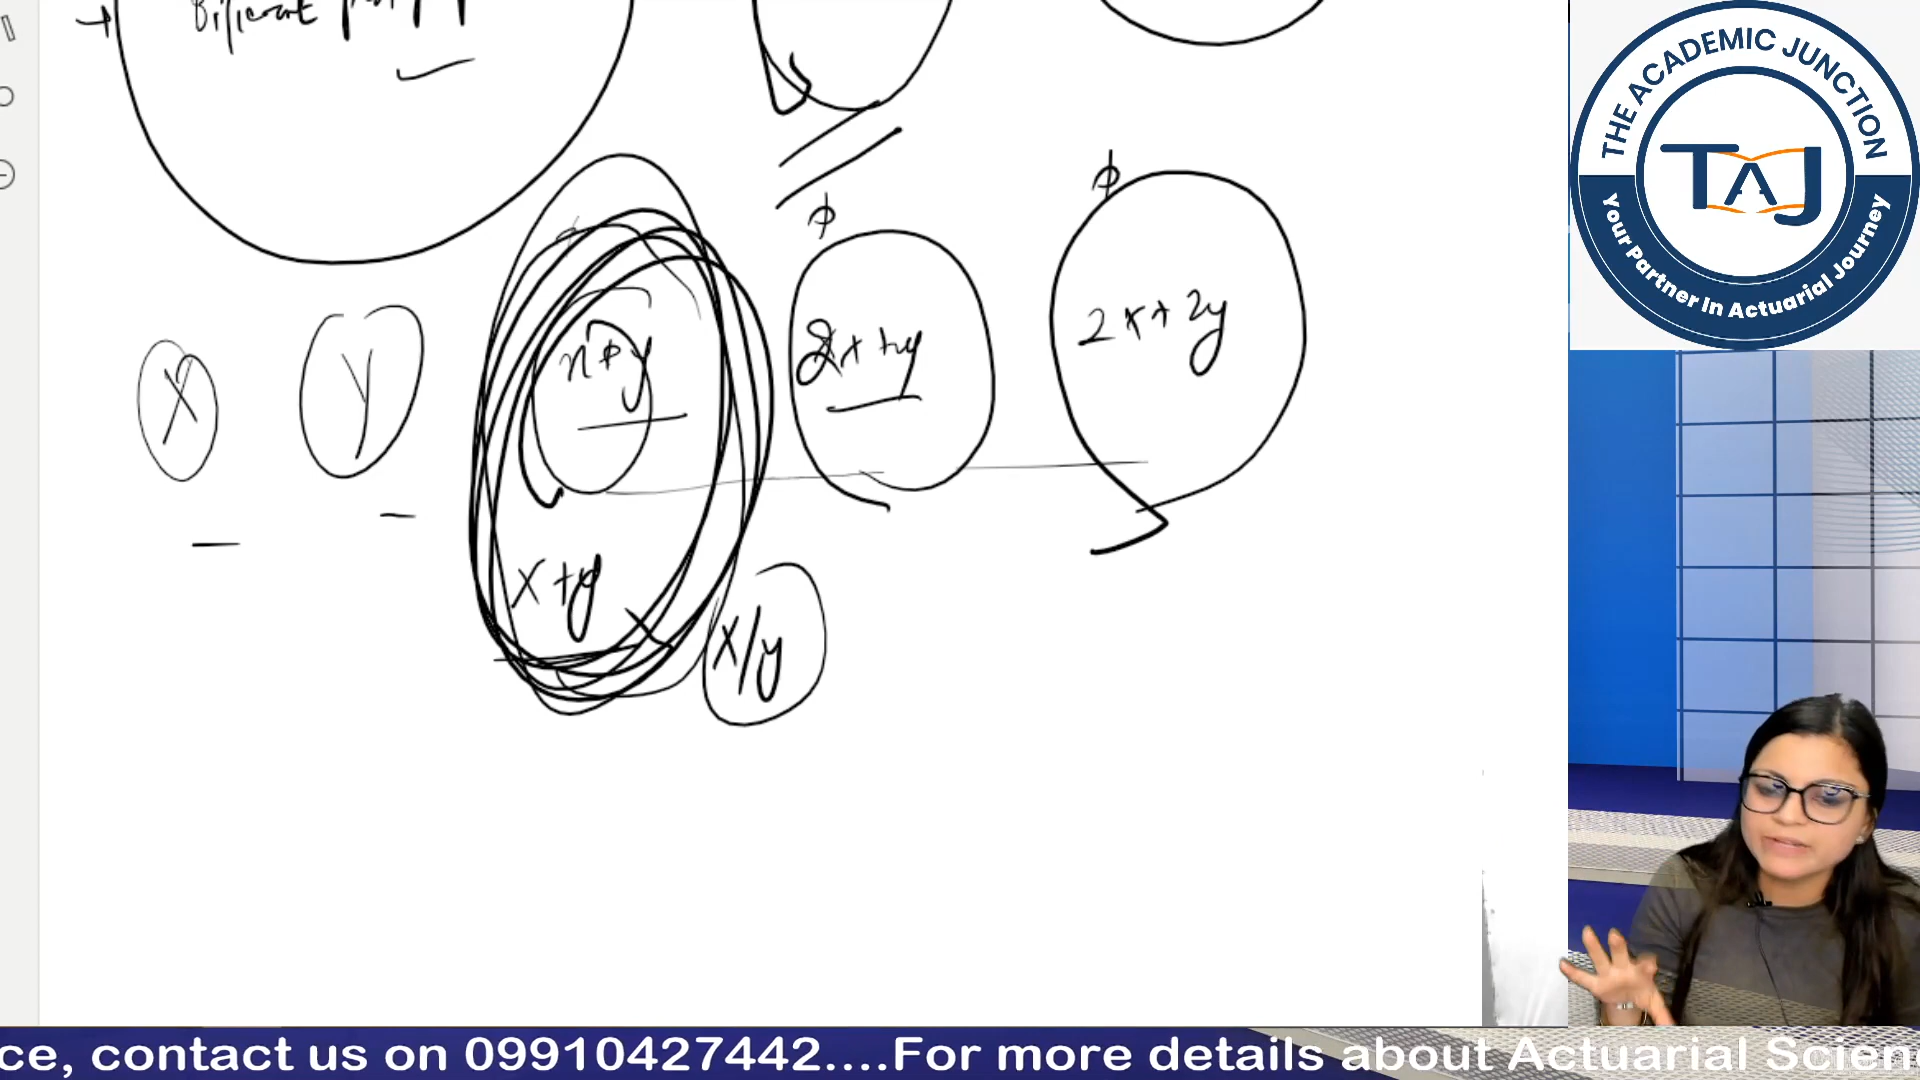 φ
φ
X
y
x+y
2x+y
2x+2y
x+y
x/y
THE ACADEMIC JUNCTION
TAJ
Your Partner In Actuarial Journey
ce, contact us on 09910427442....For more details about Actuarial Scien